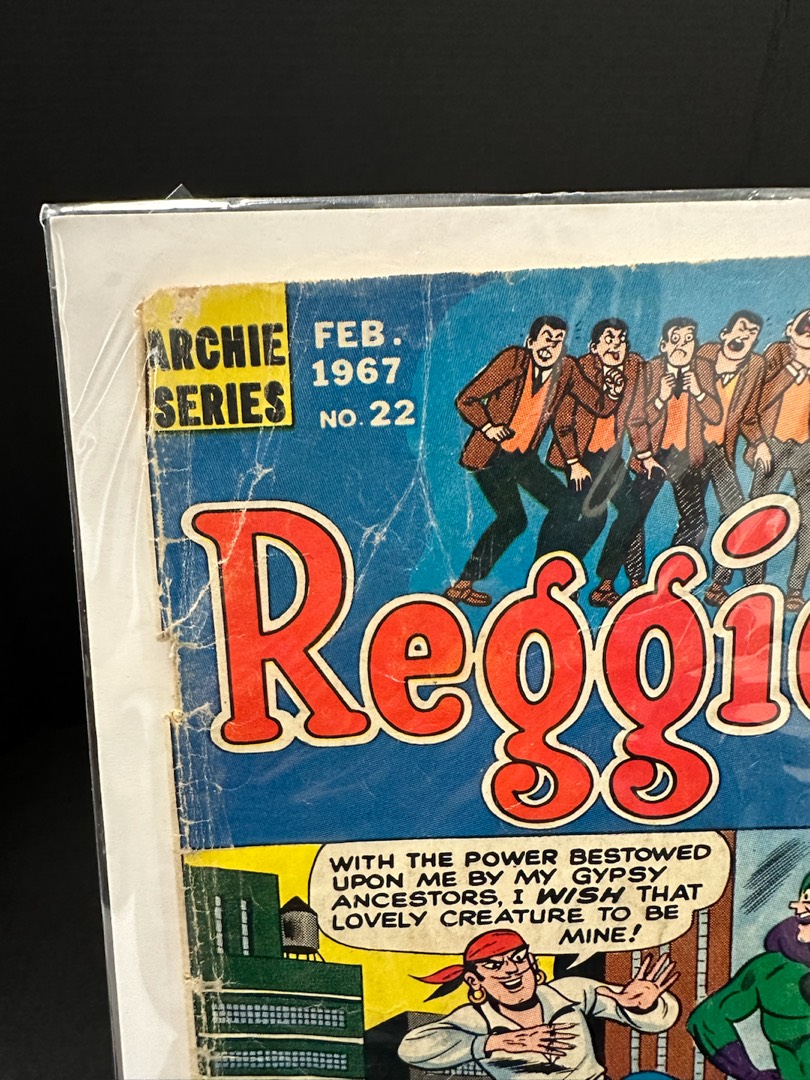 ARCHIE
SERIES
FEB.
1967
NO. 22
Reggi
WITH THE POWER BESTOWED
UPON ME BY MY GYPSY
ANCESTORS, I WISH THAT
LOVELY CREATURE TO BE
MINE!